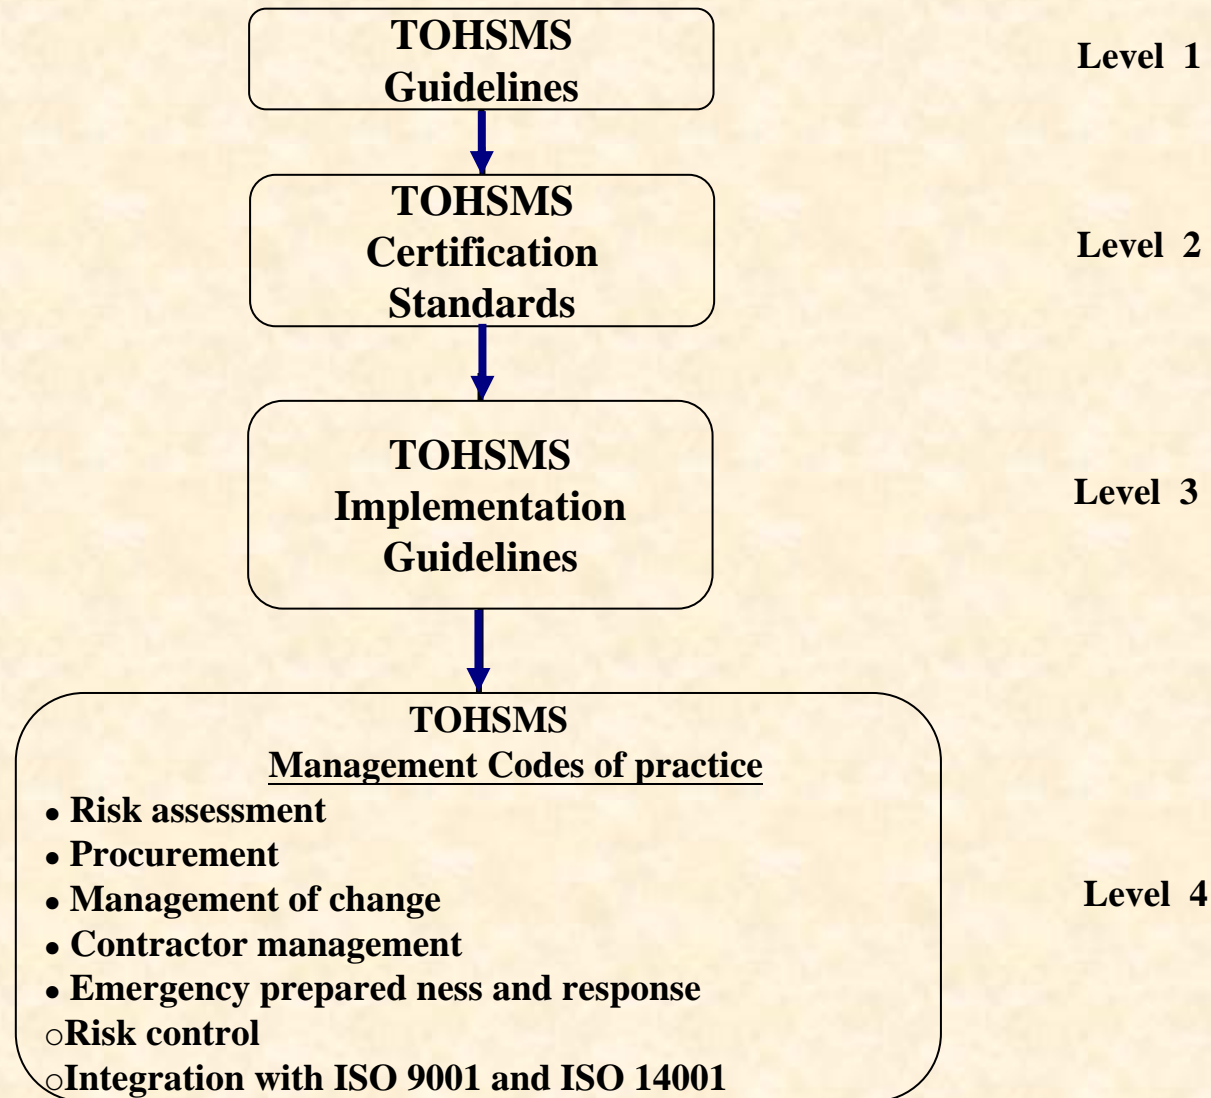 TOHSMS
Guidelines
Level 1
TOHSMS
Certification
Standards
Level 2
TOHSMS
Implementation
Guidelines
Level 3
TOHSMS
Management Codes of practice
● Risk assessment
● Procurement
● Management of change
● Contractor management
● Emergency prepared ness and response
○Risk control
○Integration with ISO 9001 and ISO 14001
Level 4